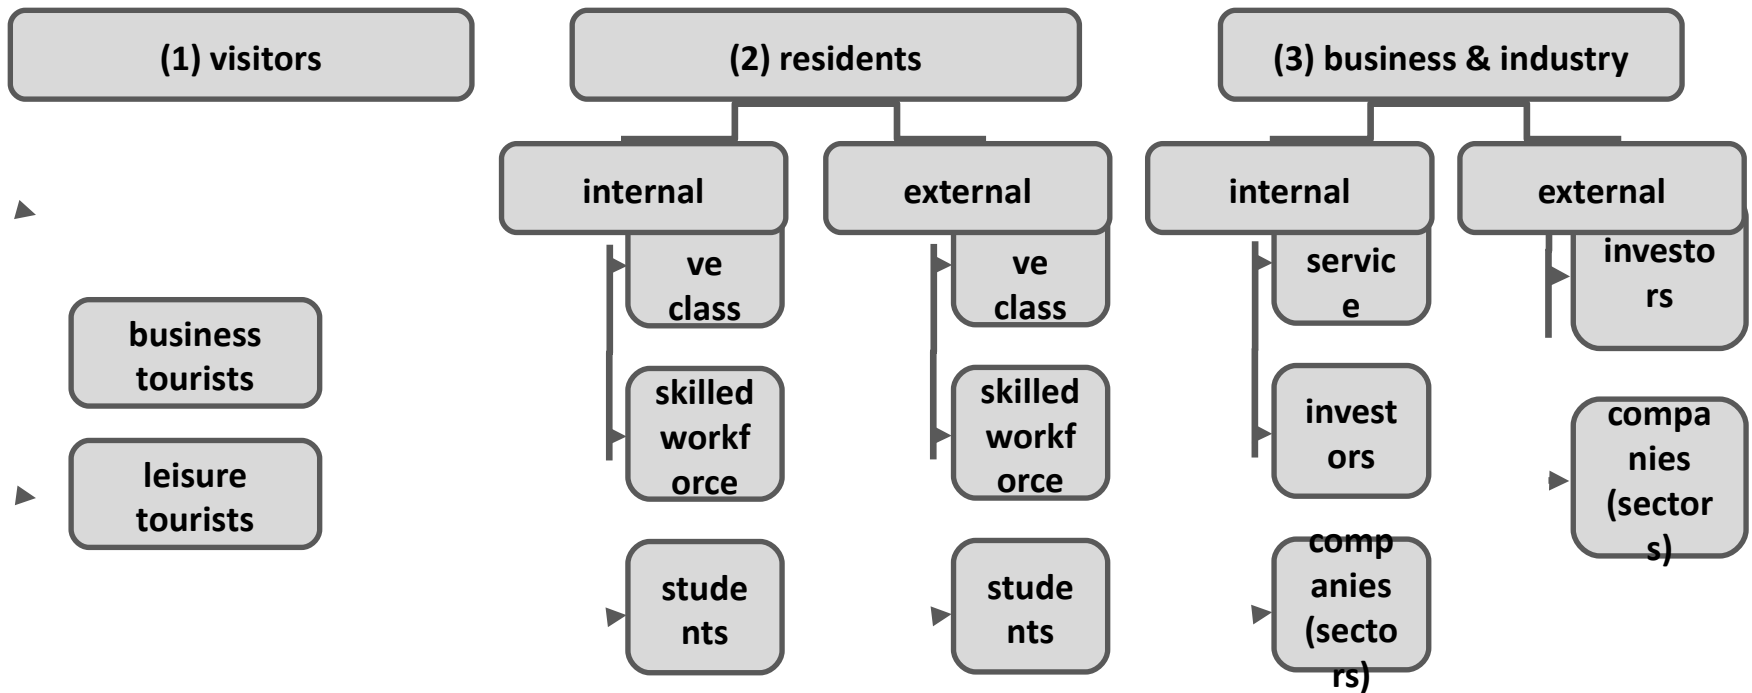 (1) visitors
(2) residents
(3) business & industry
internal
external
internal
external
business
tourists
leisure
tourists
ve
class
skilled
workf
orce
stude
nts
ve
class
skilled
workf
orce
stude
nts
servic
e
invest
ors
comp
anies
(secto
rs)
investo
rs
compa
nies
(sector
s)